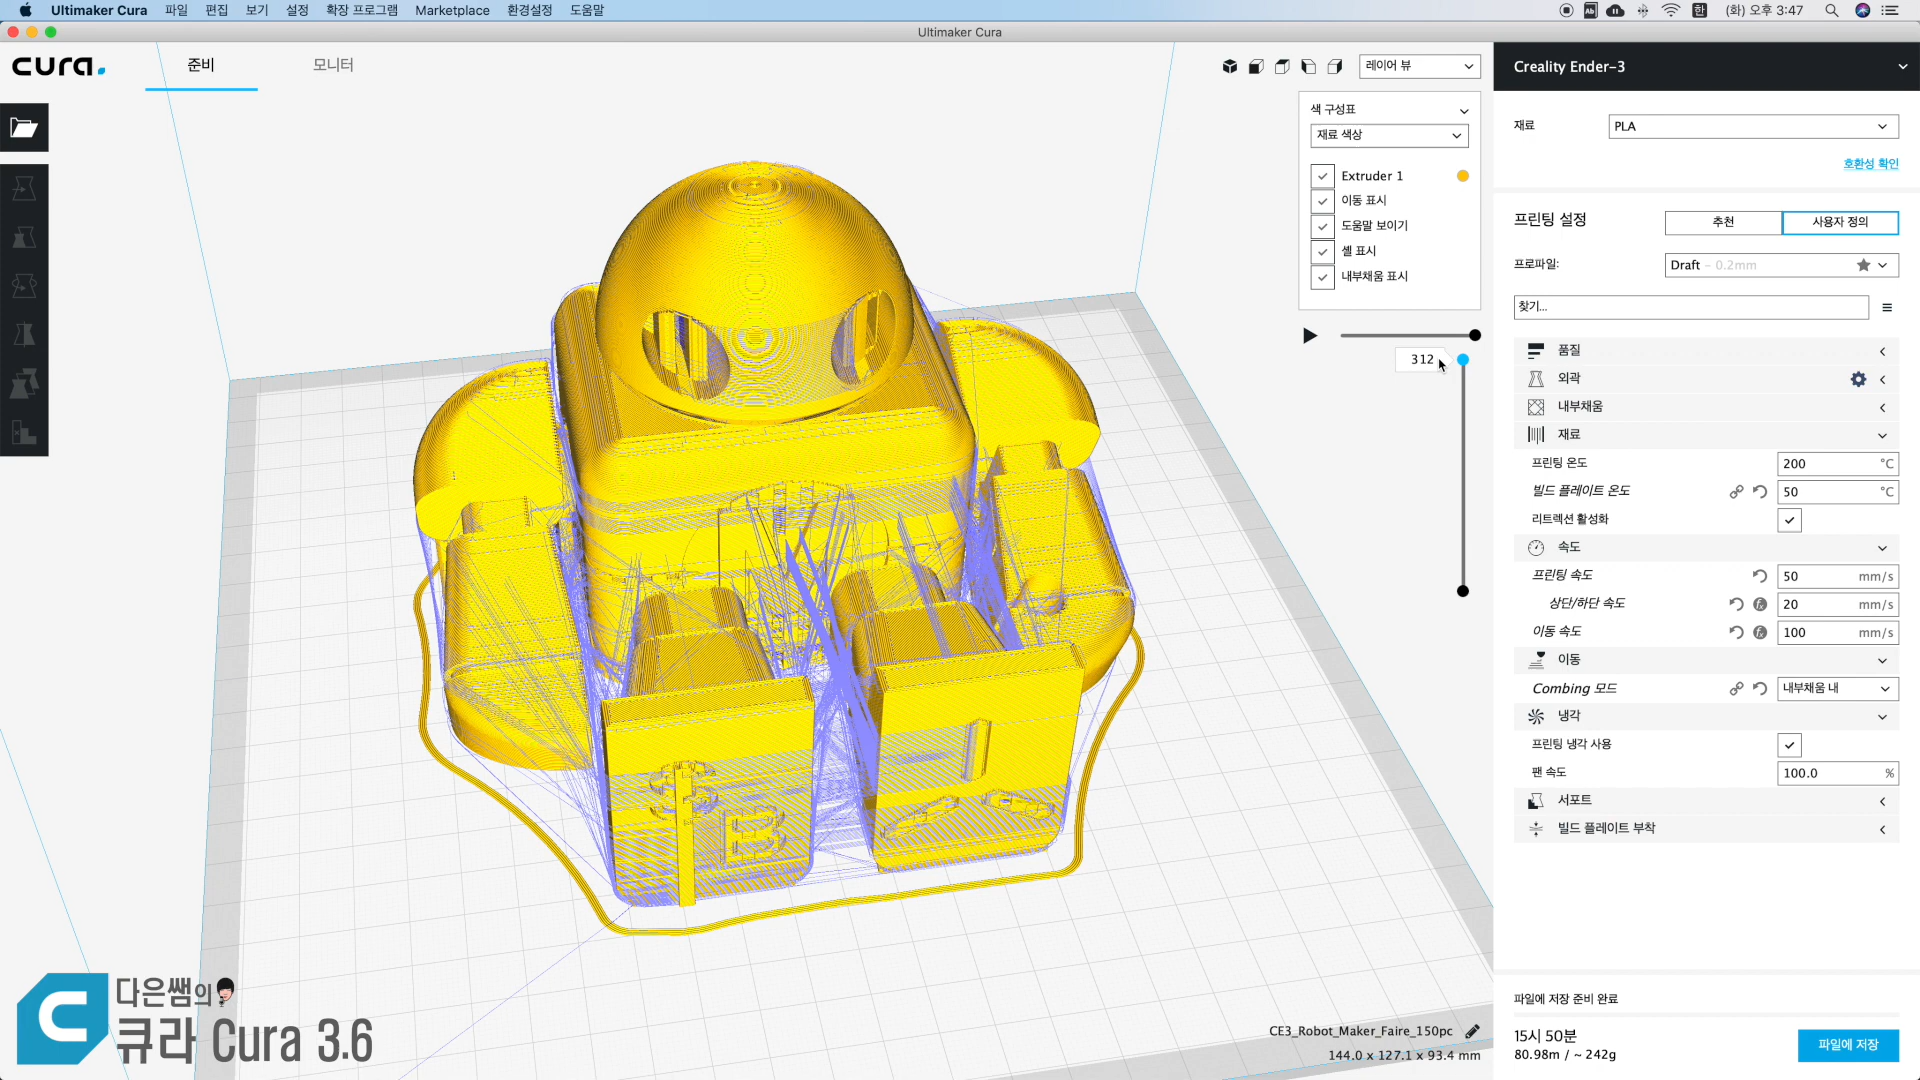 Ultimaker Cura 파일 편집 보기 설정 확장 프로그램 Marketplace 환경설정 도움말 한 (화) 오후 3:47
Ultimaker Cura
cura.
준비 모니터
레이어 뷰
색 구성표
재료 색상
Extruder 1
이동 표시
도움말 보이기
셸 표시
내부채움 표시
312
Creality Ender-3
재료 PLA
호환성 확인
프린팅 설정 추천 사용자 정의
프로파일: Draft - 0.2mm
찾기...
품질
외곽
내부채움
재료
프린팅 온도 200 °C
빌드 플레이트 온도 50 °C
리트렉션 활성화
속도
프린팅 속도 50 mm/s
상단/하단 속도 20 mm/s
이동 속도 100 mm/s
이동
Combing 모드 내부채움 내
냉각
프린팅 냉각 사용
팬 속도 100.0 %
서포트
빌드 플레이트 부착
B
다은쌤의
큐라 Cura 3.6
CE3_Robot_Maker_Faire_150pc
144.0 x 127.1 x 93.4 mm
파일에 저장 준비 완료
15시 50분
80.98m / ~ 242g
파일에 저장